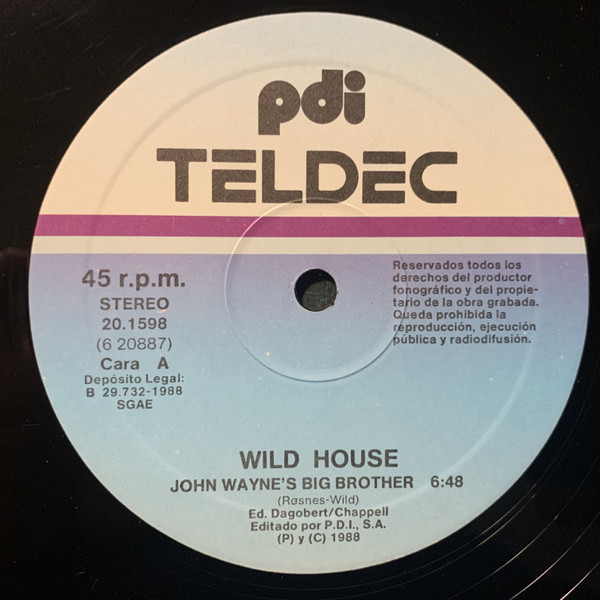 pdi
TELDEC
45 r.p.m.
STEREO
20.1598
(6 20887)
Cara A
Depósito Legal:
B 29.732-1988
SGAE
Reservados todos los
derechos del productor
fonográfico y del propie-
tario de la obra grabada.
Queda prohibida la
reproducción, ejecución
pública y radiodifusión.
WILD HOUSE
JOHN WAYNE'S BIG BROTHER 6:48
(Røsnes-Wild)
Ed. Dagobert/Chappell
Editado por P.D.I., S.A.
(P) y (C) 1988